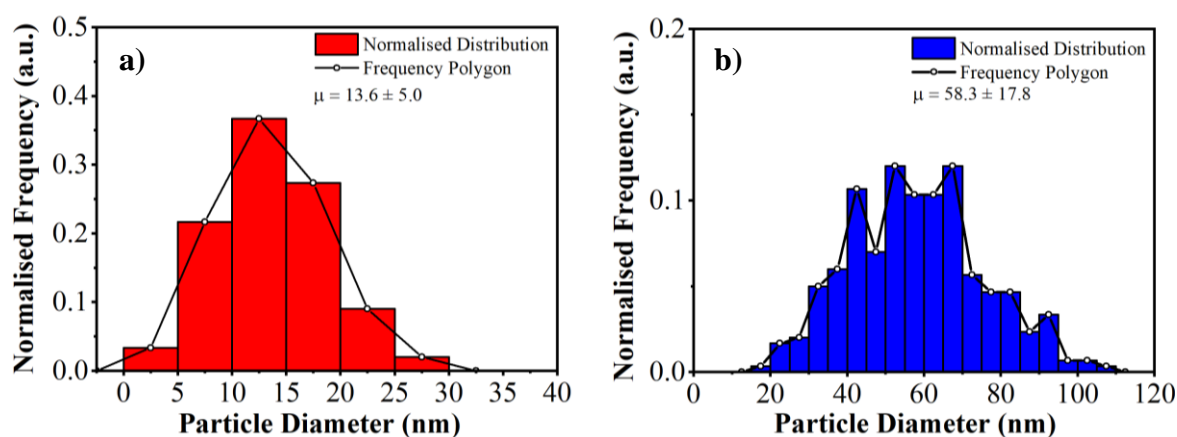 a)
Normalised Distribution
Frequency Polygon
μ = 13.6 ± 5.0
Normalised Frequency (a.u.)
0.5
0.4
0.3
0.2
0.1
0.0
0 5 10 15 20 25 30 35 40
Particle Diameter (nm)
b)
Normalised Distribution
Frequency Polygon
μ = 58.3 ± 17.8
Normalised Frequency (a.u.)
0.2
0.1
0.0
0 20 40 60 80 100 120
Particle Diameter (nm)